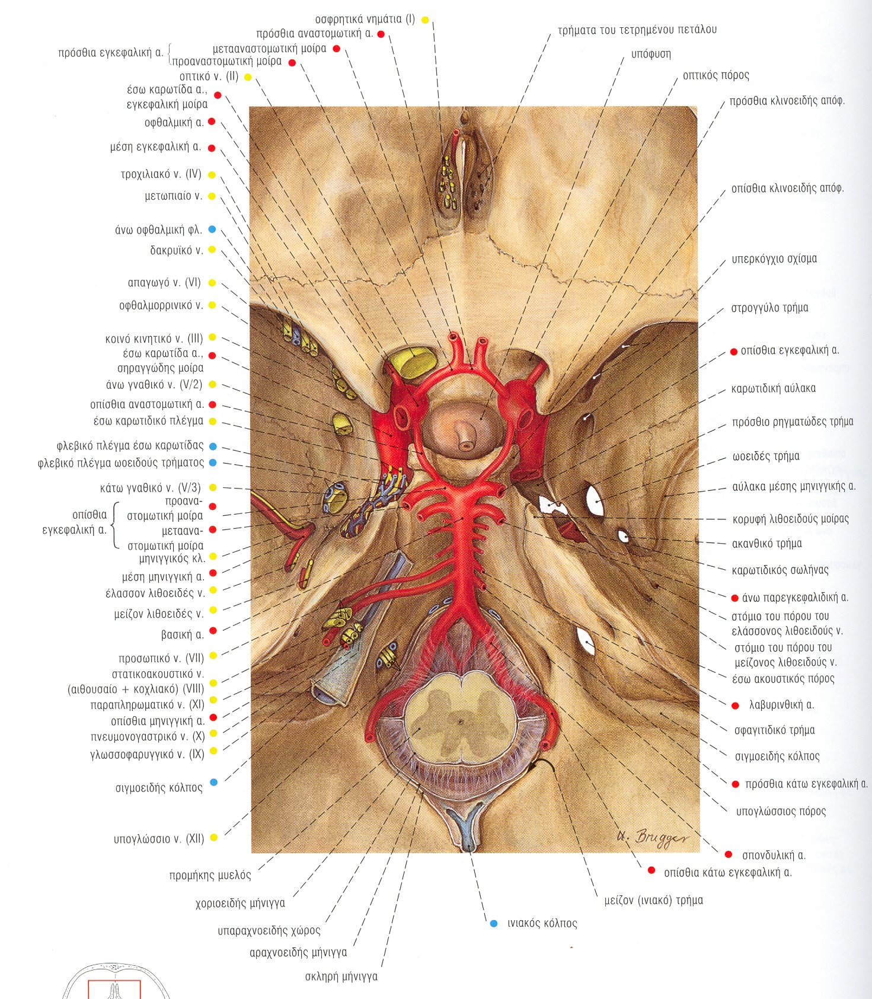 οσφρητικά νημάτια (I)
πρόσθια αναστομωτική α.
μετααναστομωτική μοίρα
πρόσθια εγκεφαλική α.
προαναστομωτική μοίρα
οπτικό ν. (II)
έσω καρωτίδα α.,
εγκεφαλική μοίρα
οφθαλμική α.
μέση εγκεφαλική α.
τροχιλιακό ν. (IV)
μετωπιαίο ν.
άνω οφθαλμική φλ.
δακρυϊκό ν.
απαγωγό ν. (VI)
οφθαλμορρινικό ν.
κοινό κινητικό ν. (III)
έσω καρωτίδα α.,
σηραγγώδης μοίρα
άνω γναθικό ν. (V/2)
οπίσθια αναστομωτική α.
έσω καρωτιδικό πλέγμα
φλεβικό πλέγμα έσω καρωτίδας
φλεβικό πλέγμα ωοειδούς τρήματος
κάτω γναθικό ν. (V/3)
οπίσθια
εγκεφαλική α.
προανα-
στομωτική μοίρα
μετaανα-
στομωτική μοίρα
μηνιγγικός κλ.
μέση μηνιγγική α.
έλασσον λιθοειδές ν.
μείζον λιθοειδές ν.
βασική α.
προσωπικό ν. (VII)
στατικοακουστικό ν.
(αιθουσαίο + κοχλιακό) (VIII)
παραπληρωματικό ν. (XI)
οπίσθια μηνιγγική α.
πνευμονογαστρικό ν. (X)
γλωσσοφαρυγγικό ν. (IX)
σιγμοειδής κόλπος
υπογλώσσιο ν. (XII)
προμήκης μυελός
χοριοειδής μήνιγγα
υπαραχνοειδής χώρος
αραχνοειδής μήνιγγα
σκληρή μήνιγγα
τρήματα του τετρημένου πετάλου
υπόφυση
οπτικός πόρος
πρόσθια κλινοειδής απόφ.
οπίσθια κλινοειδής απόφ.
υπερκόγχιο σχίσμα
στρογγύλο τρήμα
οπίσθια εγκεφαλική α.
καρωτιδική αύλακα
πρόσθιο ρηγματώδες τρήμα
ωοειδές τρήμα
αύλακα μέσης μηνιγγικής α.
κορυφή λιθοειδούς μοίρας
ακανθικό τρήμα
καρωτιδικός σωλήνας
άνω παρεγκεφαλιδική α.
στόμιο του πόρου του
ελάσσονος λιθοειδούς ν.
στόμιο του πόρου του
μείζονος λιθοειδούς ν.
έσω ακουστικός πόρος
λαβυρινθική α.
σφαγιτιδικό τρήμα
σιγμοειδής κόλπος
πρόσθια κάτω εγκεφαλική α.
υπογλώσσιος πόρος
σπονδυλική α.
οπίσθια κάτω εγκεφαλική α.
μείζον (ινιακό) τρήμα
ινιακός κόλπος
U. Brugger